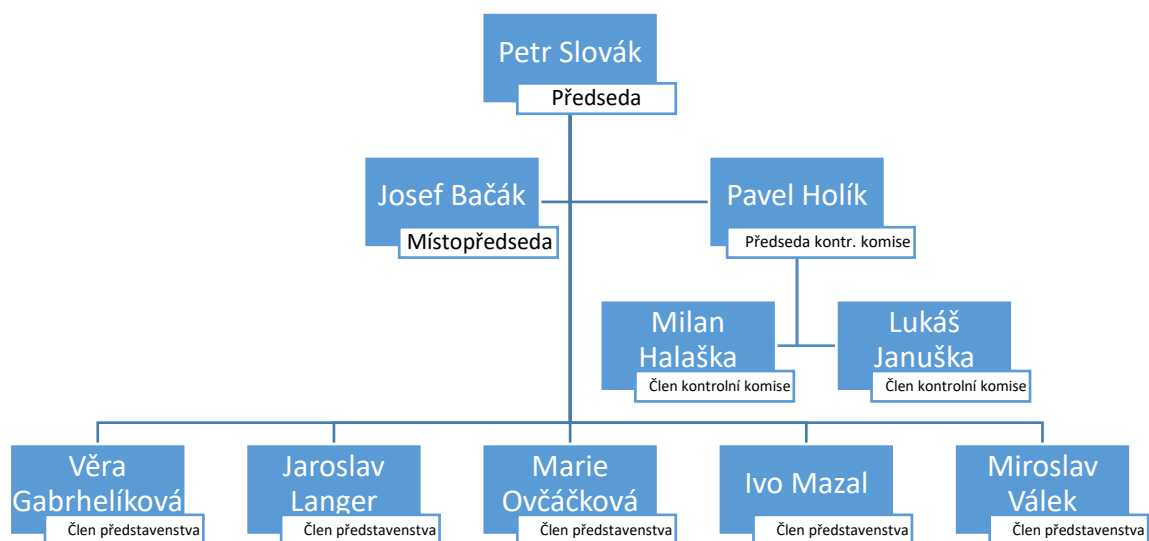 Petr Slovák
Předseda
Josef Bačák
Místopředseda
Pavel Holík
Předseda kontr. komise
Milan
Halaška
Člen kontrolní komise
Lukáš
Januška
Člen kontrolní komise
Věra
Gabrhelíková
Člen představenstva
Jaroslav
Langer
Člen představenstva
Marie
Ovčáčková
Člen představenstva
Ivo Mazal
Člen představenstva
Miroslav
Válek
Člen představenstva